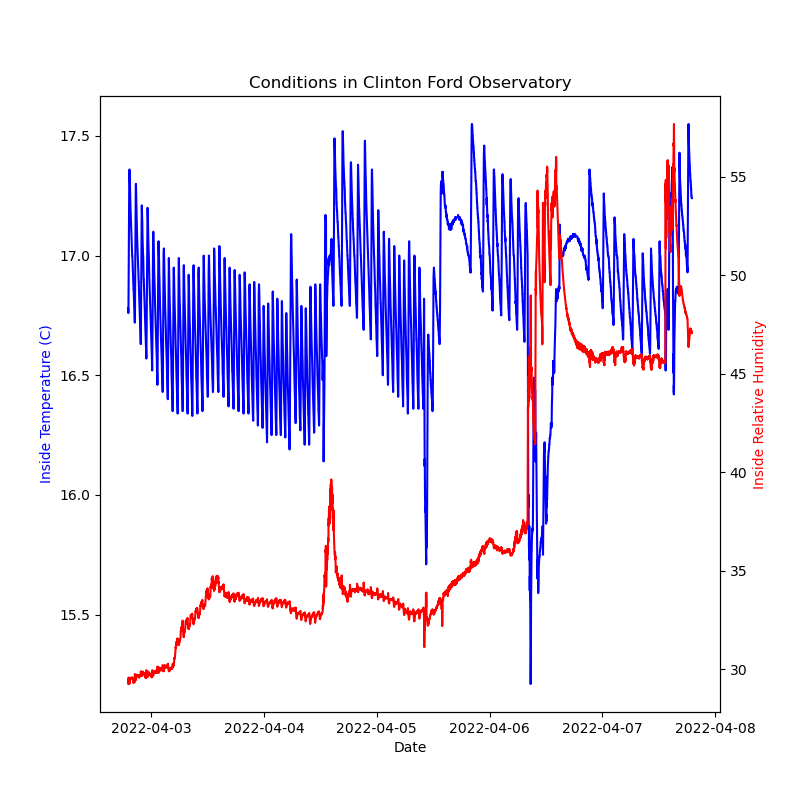 Conditions in Clinton Ford Observatory
17.5
17.0
16.5
16.0
15.5
Inside Temperature (C)
55
50
45
40
35
30
Inside Relative Humidity
2022-04-03 2022-04-04 2022-04-05 2022-04-06 2022-04-07 2022-04-08
Date